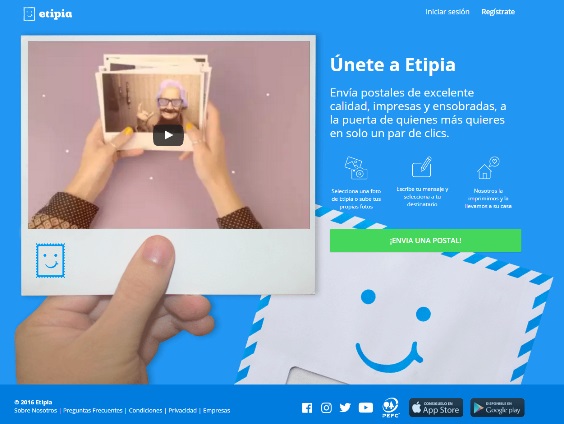 etipia
Iniciar sesión
Regístrate
Únete a Etipia
Envía postales de excelente
calidad, impresas y ensobradas, a
la puerta de quienes más quieres
en solo un par de clics.
Selecciona una foto
de Etipia o sube tus
propias fotos
Escribe tu mensaje y
selecciona a tu
destinatario
Nosotros la
imprimimos y la
llevamos a su casa
¡ENVIA UNA POSTAL!
© 2016 Etipia
Sobre Nosotros | Preguntas Frecuentes | Condiciones | Privacidad | Empresas
PEFC
CONSÍGUELO EN
App Store
DISPONIBLE EN
Google play